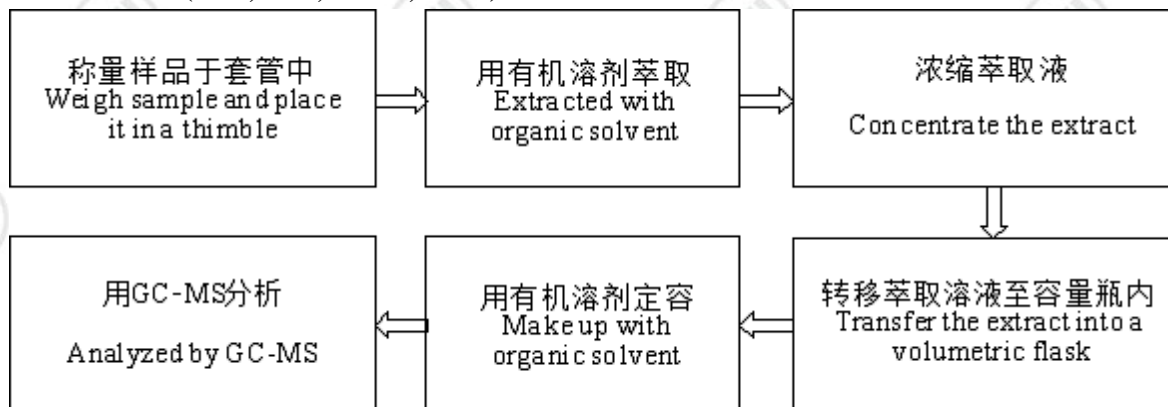 称量样品于套管中
Weigh sample and place
it in a thimble
用有机溶剂萃取
Extracted with
organic solvent
浓缩萃取液
Concentrate the extract
转移萃取溶液至容量瓶内
Transfer the extract into a
volumetric flask
用有机溶剂定容
Make up with
organic solvent
用GC-MS分析
Analyzed by GC-MS